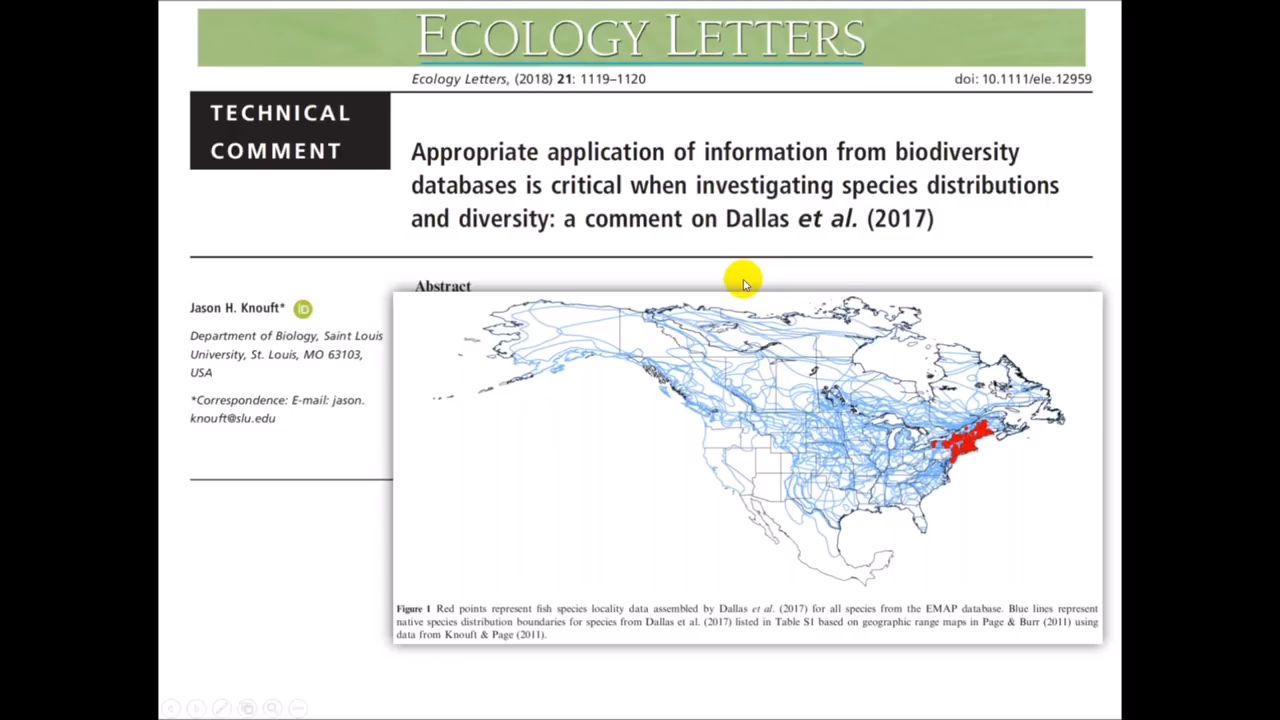 ECOLOGY LETTERS
Ecology Letters, (2018) 21: 1119–1120
doi: 10.1111/ele.12959
TECHNICAL
COMMENT
Appropriate application of information from biodiversity
databases is critical when investigating species distributions
and diversity: a comment on Dallas et al. (2017)
Abstract
Jason H. Knouft*
iD
Department of Biology, Saint Louis
University, St. Louis, MO 63103,
USA
*Correspondence: E-mail: jason.
knouft@slu.edu
Figure 1 Red points represent fish species locality data assembled by Dallas et al. (2017) for all species from the EMAP database. Blue lines represent
native species distribution boundaries for species from Dallas et al. (2017) listed in Table S1 based on geographic range maps in Page & Burr (2011) using
data from Knouft & Page (2011).